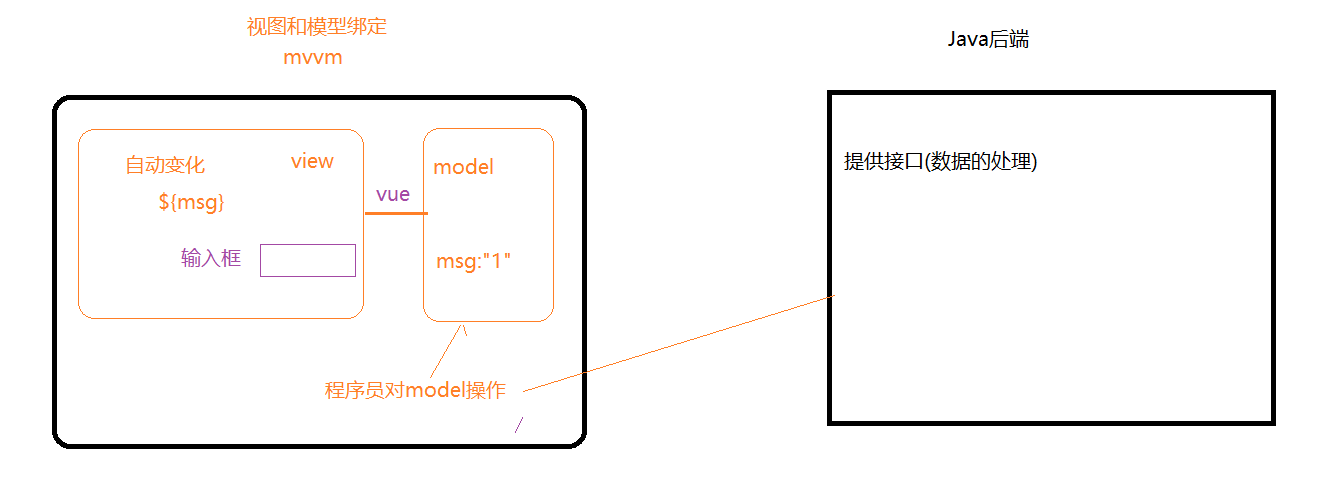 视图和模型绑定
mvvm
Java后端
自动变化
view
${msg}
输入框
vue
model
msg:"1"
程序员对model操作
提供接口(数据的处理)